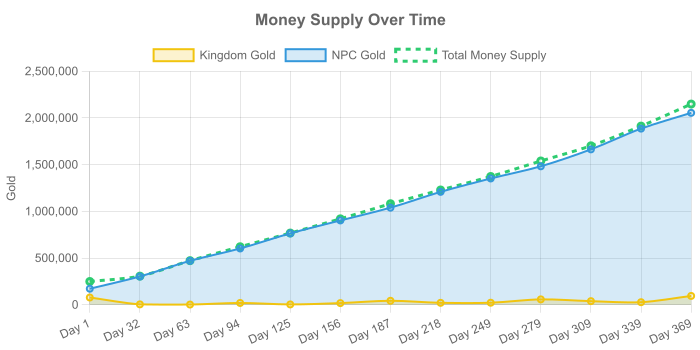 Money Supply Over Time
Kingdom Gold NPC Gold Total Money Supply
2,500,000
2,000,000
1,500,000
1,000,000
500,000
0
Gold
Day 1 Day 32 Day 63 Day 94 Day 125 Day 156 Day 187 Day 218 Day 249 Day 279 Day 309 Day 339 Day 369